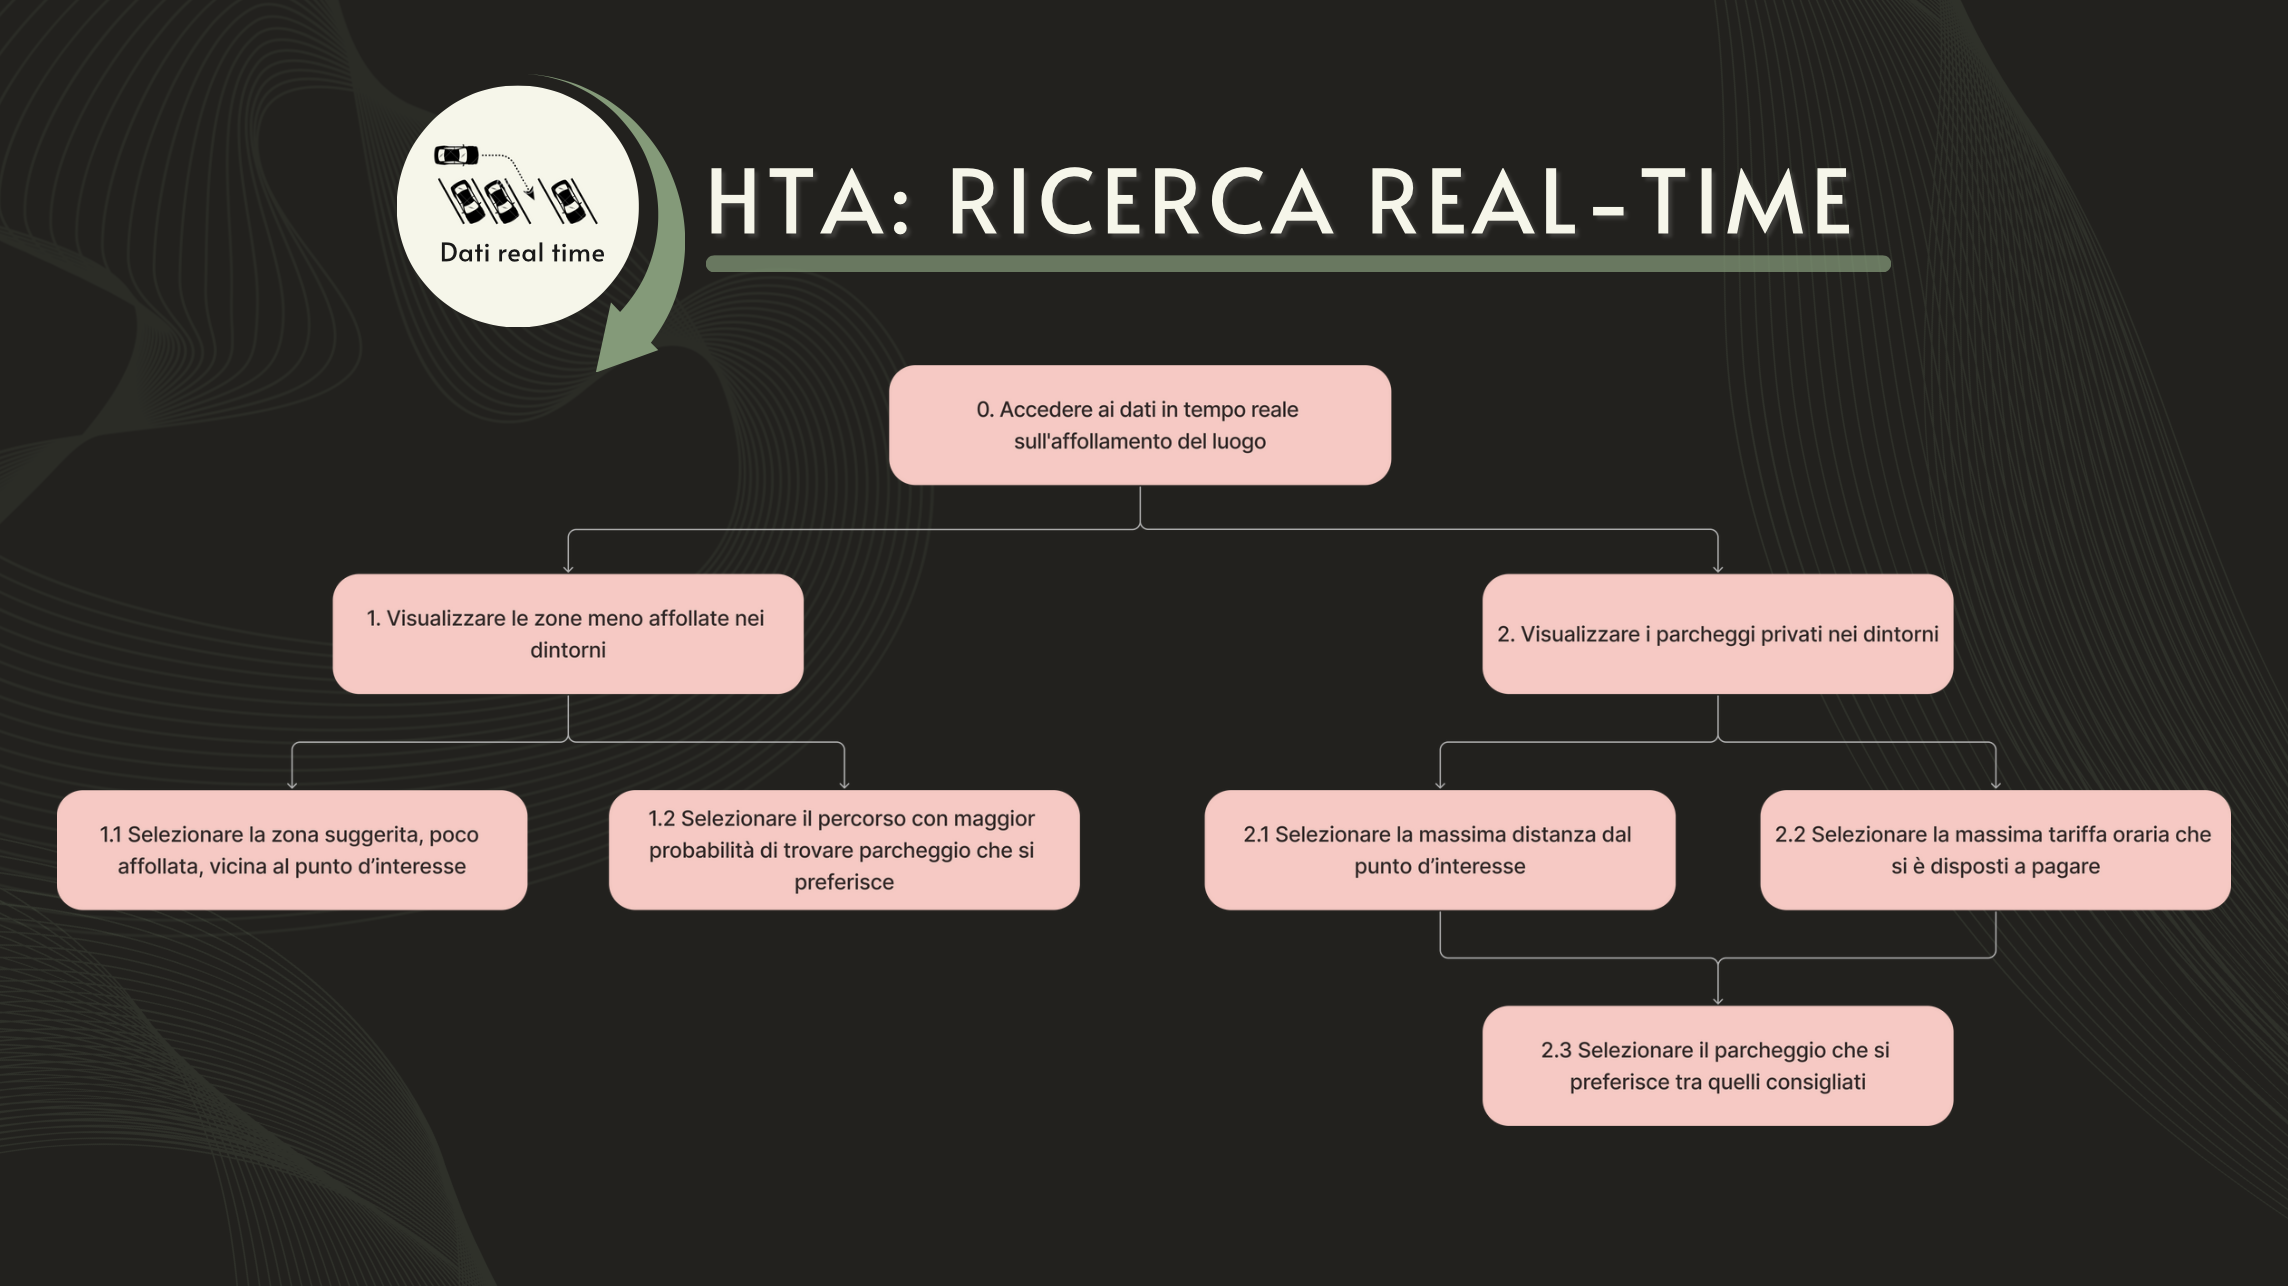 Dati real time
HTA: RICERCA REAL-TIME
0. Accedere ai dati in tempo reale
sull'affollamento del luogo
1. Visualizzare le zone meno affollate nei
dintorni
2. Visualizzare i parcheggi privati nei dintorni
1.1 Selezionare la zona suggerita, poco
affollata, vicina al punto d’interesse
1.2 Selezionare il percorso con maggior
probabilità di trovare parcheggio che si
preferisce
2.1 Selezionare la massima distanza dal
punto d’interesse
2.2 Selezionare la massima tariffa oraria che
si è disposti a pagare
2.3 Selezionare il parcheggio che si
preferisce tra quelli consigliati